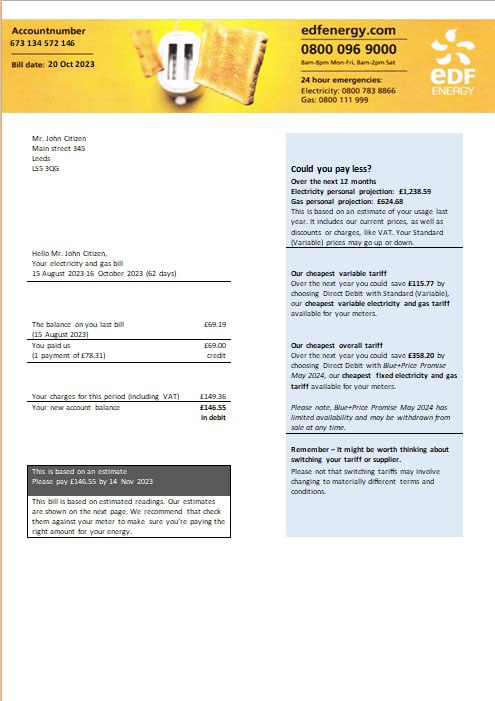 Accountnumber
673 134 572 146
Bill date: 20 Oct 2023
edfenergy.com
0800 096 9000
8am-8pm Mon-Fri, 8am-2pm Sat
24 hour emergencies:
Electricity: 0800 783 8866
Gas: 0800 111 999
eDF
ENERGY
Mr. John Citizen
Main street 345
Leeds
LS5 3QG
Hello Mr. John Citizen,
Your electricity and gas bill
15 August 2023-16 October 2023 (62 days)
The balance on you last bill £69.19
(15 August 2023)
You paid us £69.00
(1 payment of £78.31) credit
Your charges for this period (including VAT) £149.36
Your new account balance £146.55
in debit
This is based on an estimate
Please pay £146.55 by 14 Nov 2023
This bill is based on estimated readings. Our estimates
are shown on the next page. We recommend that check
them against your meter to make sure you're paying the
right amount for your energy.
Could you pay less?
Over the next 12 months
Electricity personal projection: £1,238.59
Gas personal projection: £624.68
This is based on an estimate of your usage last
year. It includes our current prices, as well as
discounts or charges, like VAT. Your Standard
(Variable) prices may go up or down.
Our cheapest variable tariff
Over the next year you could save £115.77 by
choosing Direct Debit with Standard (Variable),
our cheapest variable electricity and gas tariff
available for your meters.
Our cheapest overall tariff
Over the next year you could save £358.20 by
choosing Direct Debit with Blue+Price Promise
May 2024, our cheapest fixed electricity and gas
tariff available for your meters.
Please note, Blue+Price Promise May 2024 has
limited availability and may be withdrawn from
sale at any time.
Remember – It might be worth thinking about
switching your tariff or supplier.
Please not that switching tariffs may involve
changing to materially different terms and
conditions.